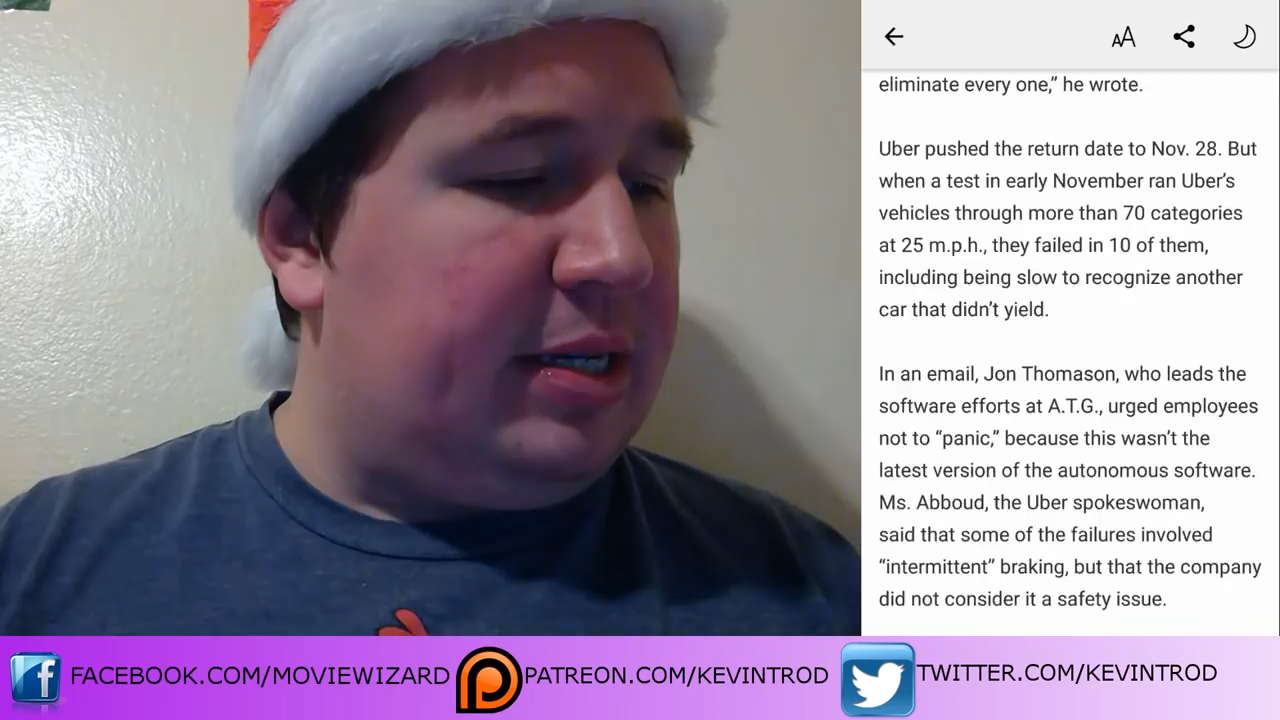 eliminate every one,” he wrote.
Uber pushed the return date to Nov. 28. But
when a test in early November ran Uber’s
vehicles through more than 70 categories
at 25 m.p.h., they failed in 10 of them,
including being slow to recognize another
car that didn’t yield.
In an email, Jon Thomason, who leads the
software efforts at A.T.G., urged employees
not to “panic,” because this wasn’t the
latest version of the autonomous software.
Ms. Abboud, the Uber spokeswoman,
said that some of the failures involved
“intermittent” braking, but that the company
did not consider it a safety issue.
FACEBOOK.COM/MOVIEWIZARD
PATREON.COM/KEVINTROD
TWITTER.COM/KEVINTROD